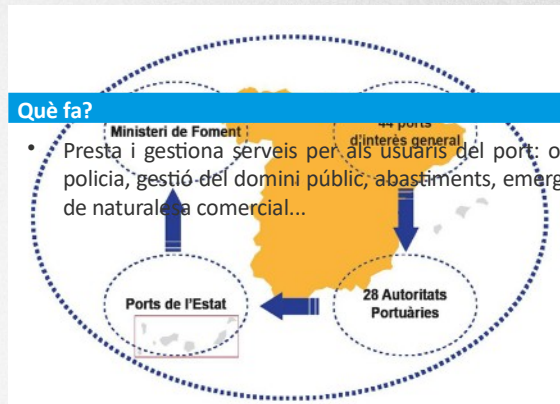 Què fa?
44 ports
Ministeri de Foment
d'interès general
• Presta i gestiona serveis per als usuaris del port:
policia, gestió del domini públic, abastiments,
de naturalesa comercial...
Ports de l'Estat
28 Autoritats
Portuàries